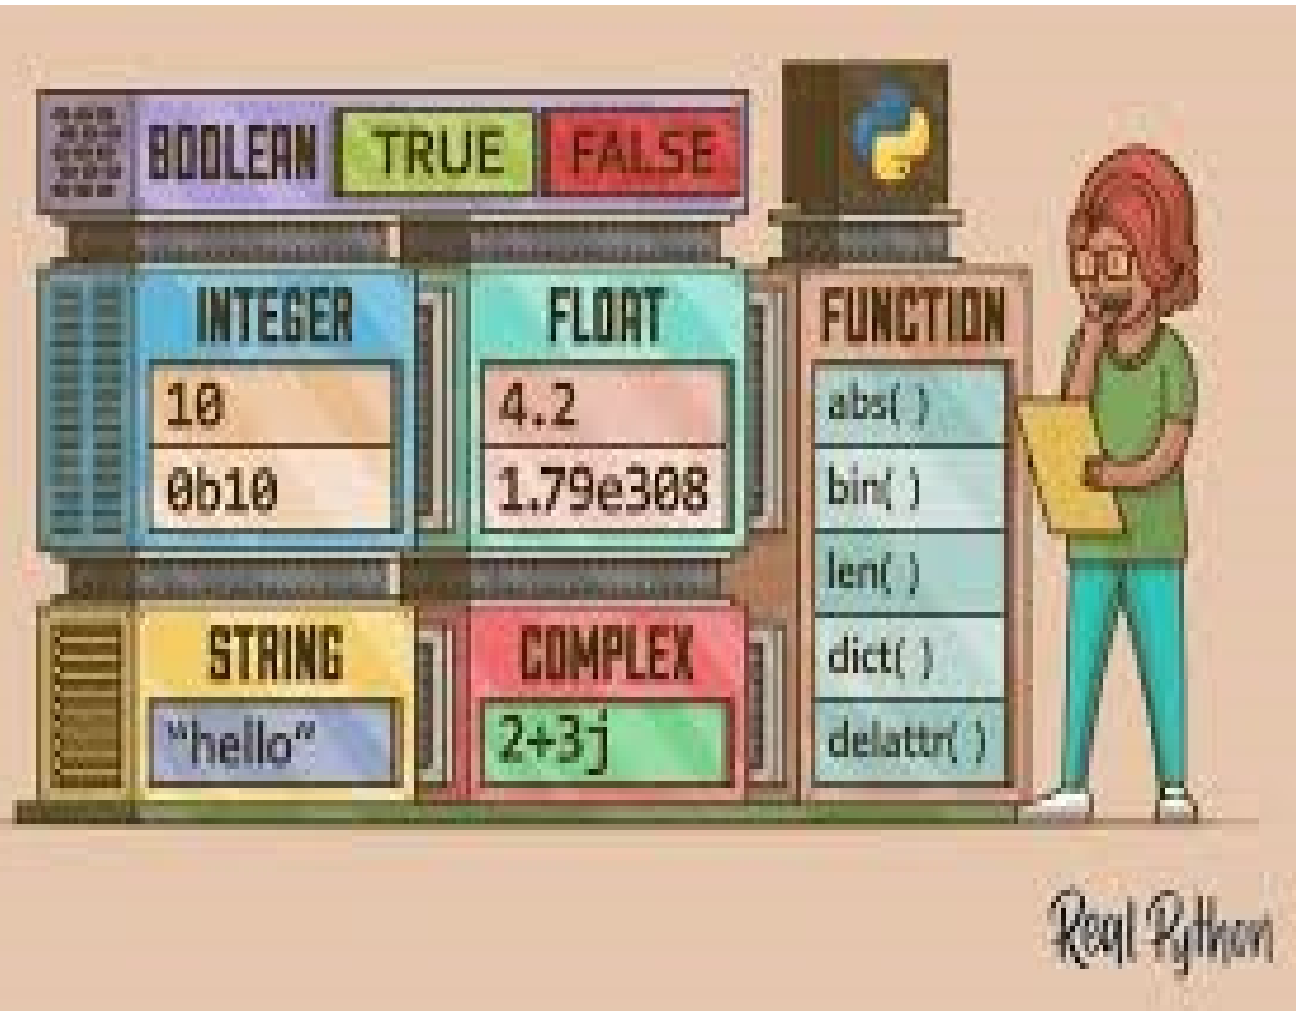 BOOLEAN TRUE FALSE
INTEGER
10
0b10
FLOAT
4.2
1.79e308
STRING
"hello"
COMPLEX
2+3j
FUNCTION
abs( )
bin( )
len( )
dict( )
delattr( )
Real Python